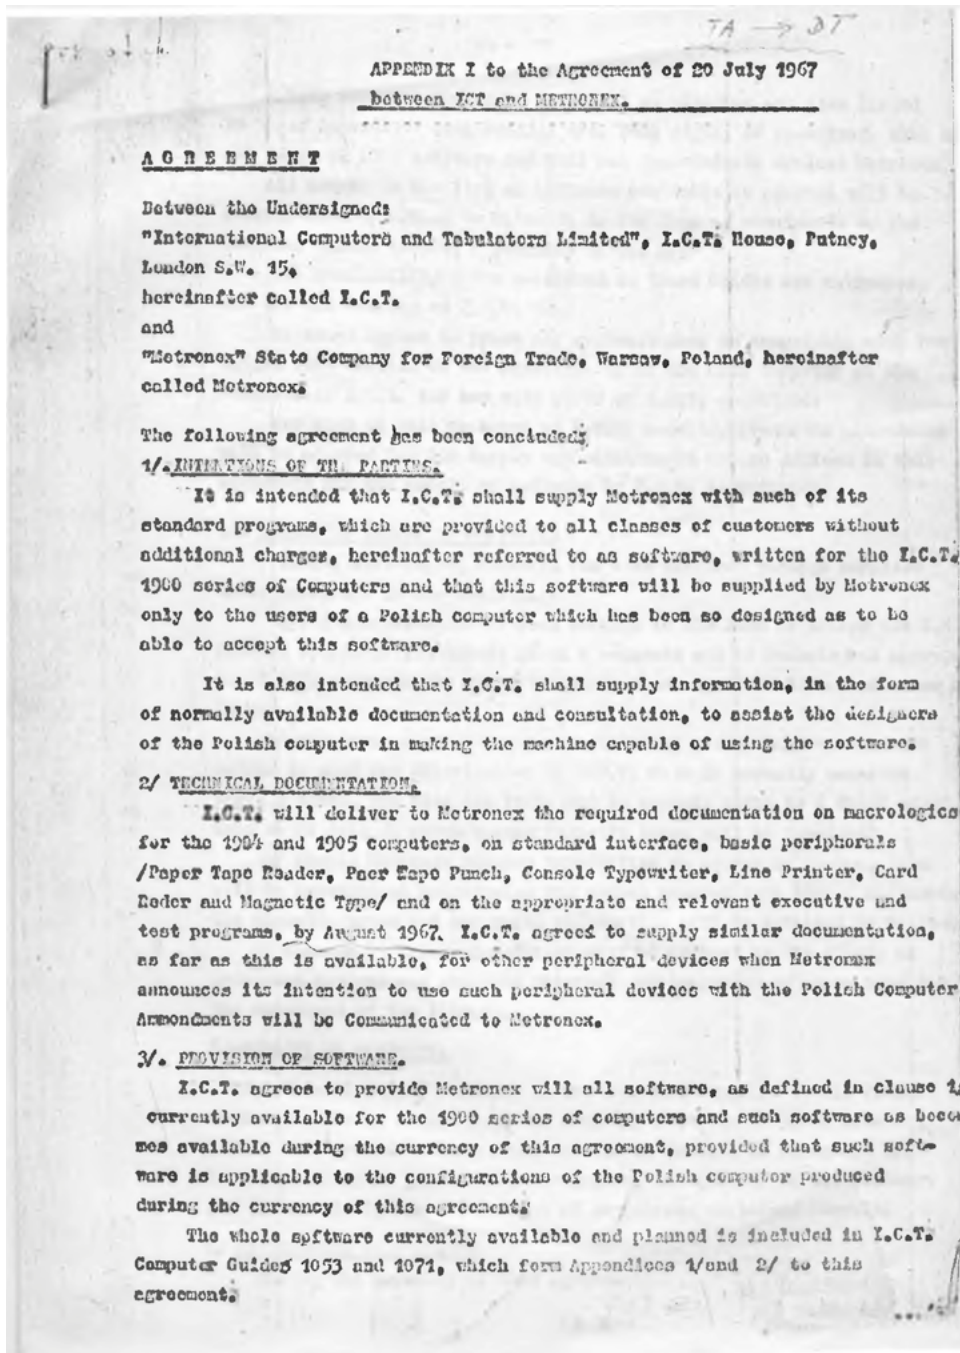 TA → DT
APPENDIX I to the Agreement of 20 July 1967
between ICT and METRONEX.
AGREEMENT
Between the Undersigned:
"International Computers and Tabulators Limited", I.C.T. House, Putney,
London S.W. 15,
hereinafter called I.C.T.
and
"Metronex" State Company for Foreign Trade, Warsaw, Poland, hereinafter
called Metronex.
The following agreement has been concluded:
1/. INTENTIONS OF THE PARTIES.
It is intended that I.C.T. shall supply Metronex with such of its
standard programs, which are provided to all classes of customers without
additional charges, hereinafter referred to as software, written for the I.C.T.
1900 series of Computers and that this software will be supplied by Metronex
only to the users of a Polish computer which has been so designed as to be
able to accept this software.
It is also intended that I.C.T. shall supply information, in the form
of normally available documentation and consultation, to assist the designers
of the Polish computer in making the machine capable of using the software.
2/ TECHNICAL DOCUMENTATION.
I.C.T. will deliver to Metronex the required documentation on macrologics
for the 1904 and 1905 computers, on standard interface, basic peripherals
/Paper Tape Reader, Paer Tape Punch, Console Typewriter, Line Printer, Card
Reder and Magnetic Type/ and on the appropriate and relevant executive and
test programs, by August 1967. I.C.T. agreed to supply similar documentation,
as far as this is available, for other peripheral devices when Metronex
announces its intention to use such peripheral devices with the Polish Computer
Ammondments will be Communicated to Metronex.
3/. PROVISION OF SOFTWARE.
I.C.T. agrees to provide Metronex will all software, as defined in clause 1,
currently available for the 1900 series of computers and such software as beco-
mes available during the currency of this agreement, provided that such soft-
ware is applicable to the configurations of the Polish computer produced
during the currency of this agreement.
The whole software currently available and planned is included in I.C.T.
Computer Guides 1053 and 1071, which form Appendices 1/and 2/ to this
agreement.